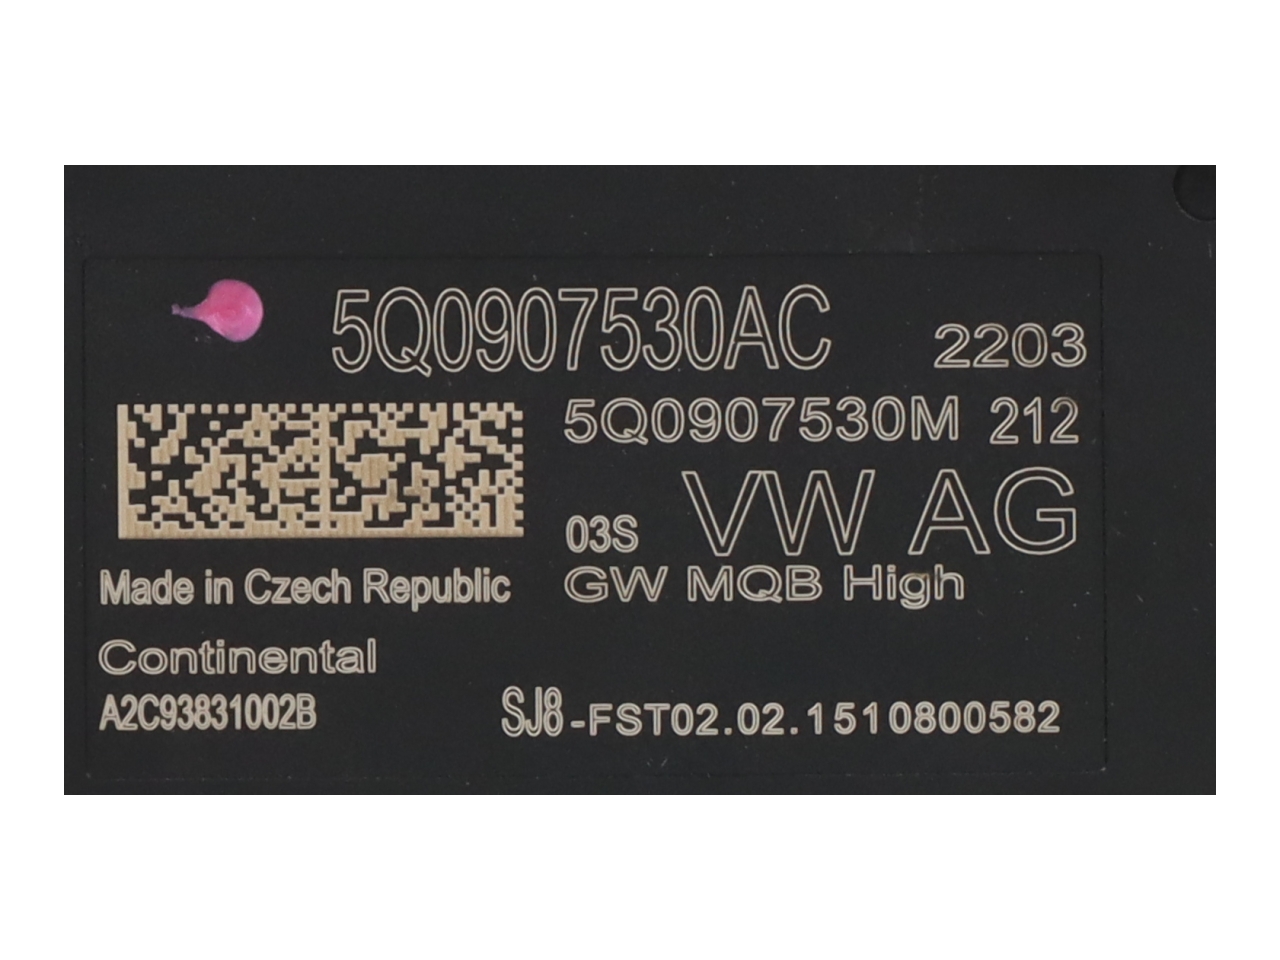 5Q0907530AC 2203
5Q0907530M 212
03S VW AG
Made in Czech Republic GW MQB High
Continental
A2C93831002B SJ8-FST02.02.1510800582